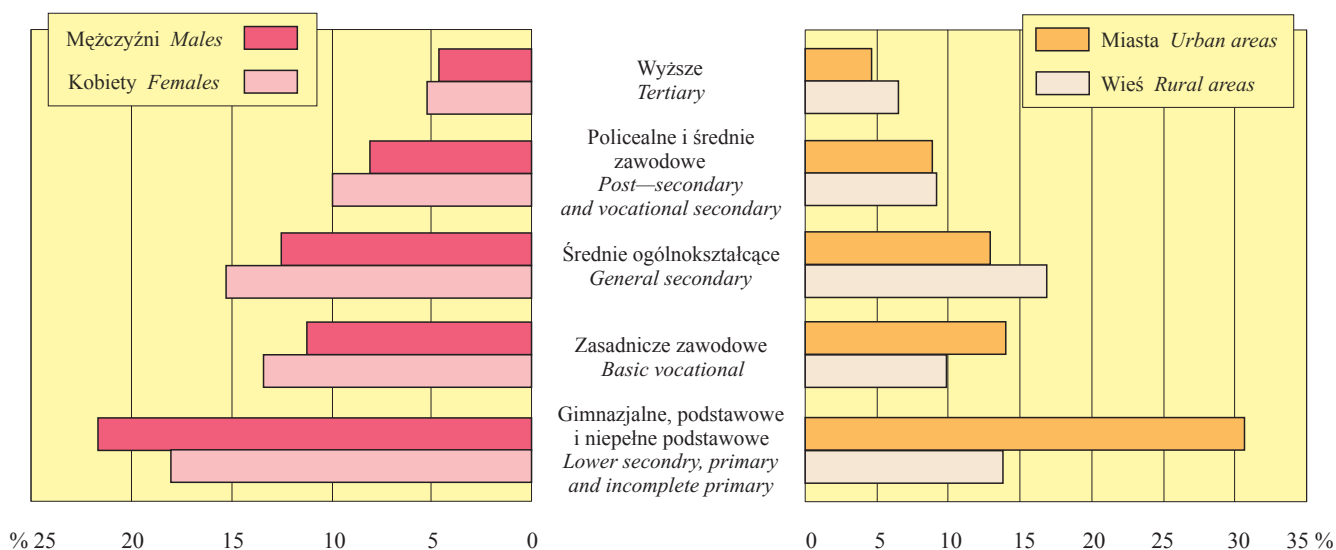 Mężczyźni Males
Kobiety Females
Miasta Urban areas
Wieś Rural areas
Wyższe
Tertiary
Policealne i średnie
zawodowe
Post—secondary
and vocational secondary
Średnie ogólnokształcące
General secondary
Zasadnicze zawodowe
Basic vocational
Gimnazjalne, podstawowe
i niepełne podstawowe
Lower secondry, primary
and incomplete primary
% 25 20 15 10 5 0
0 5 10 15 20 25 30 35 %